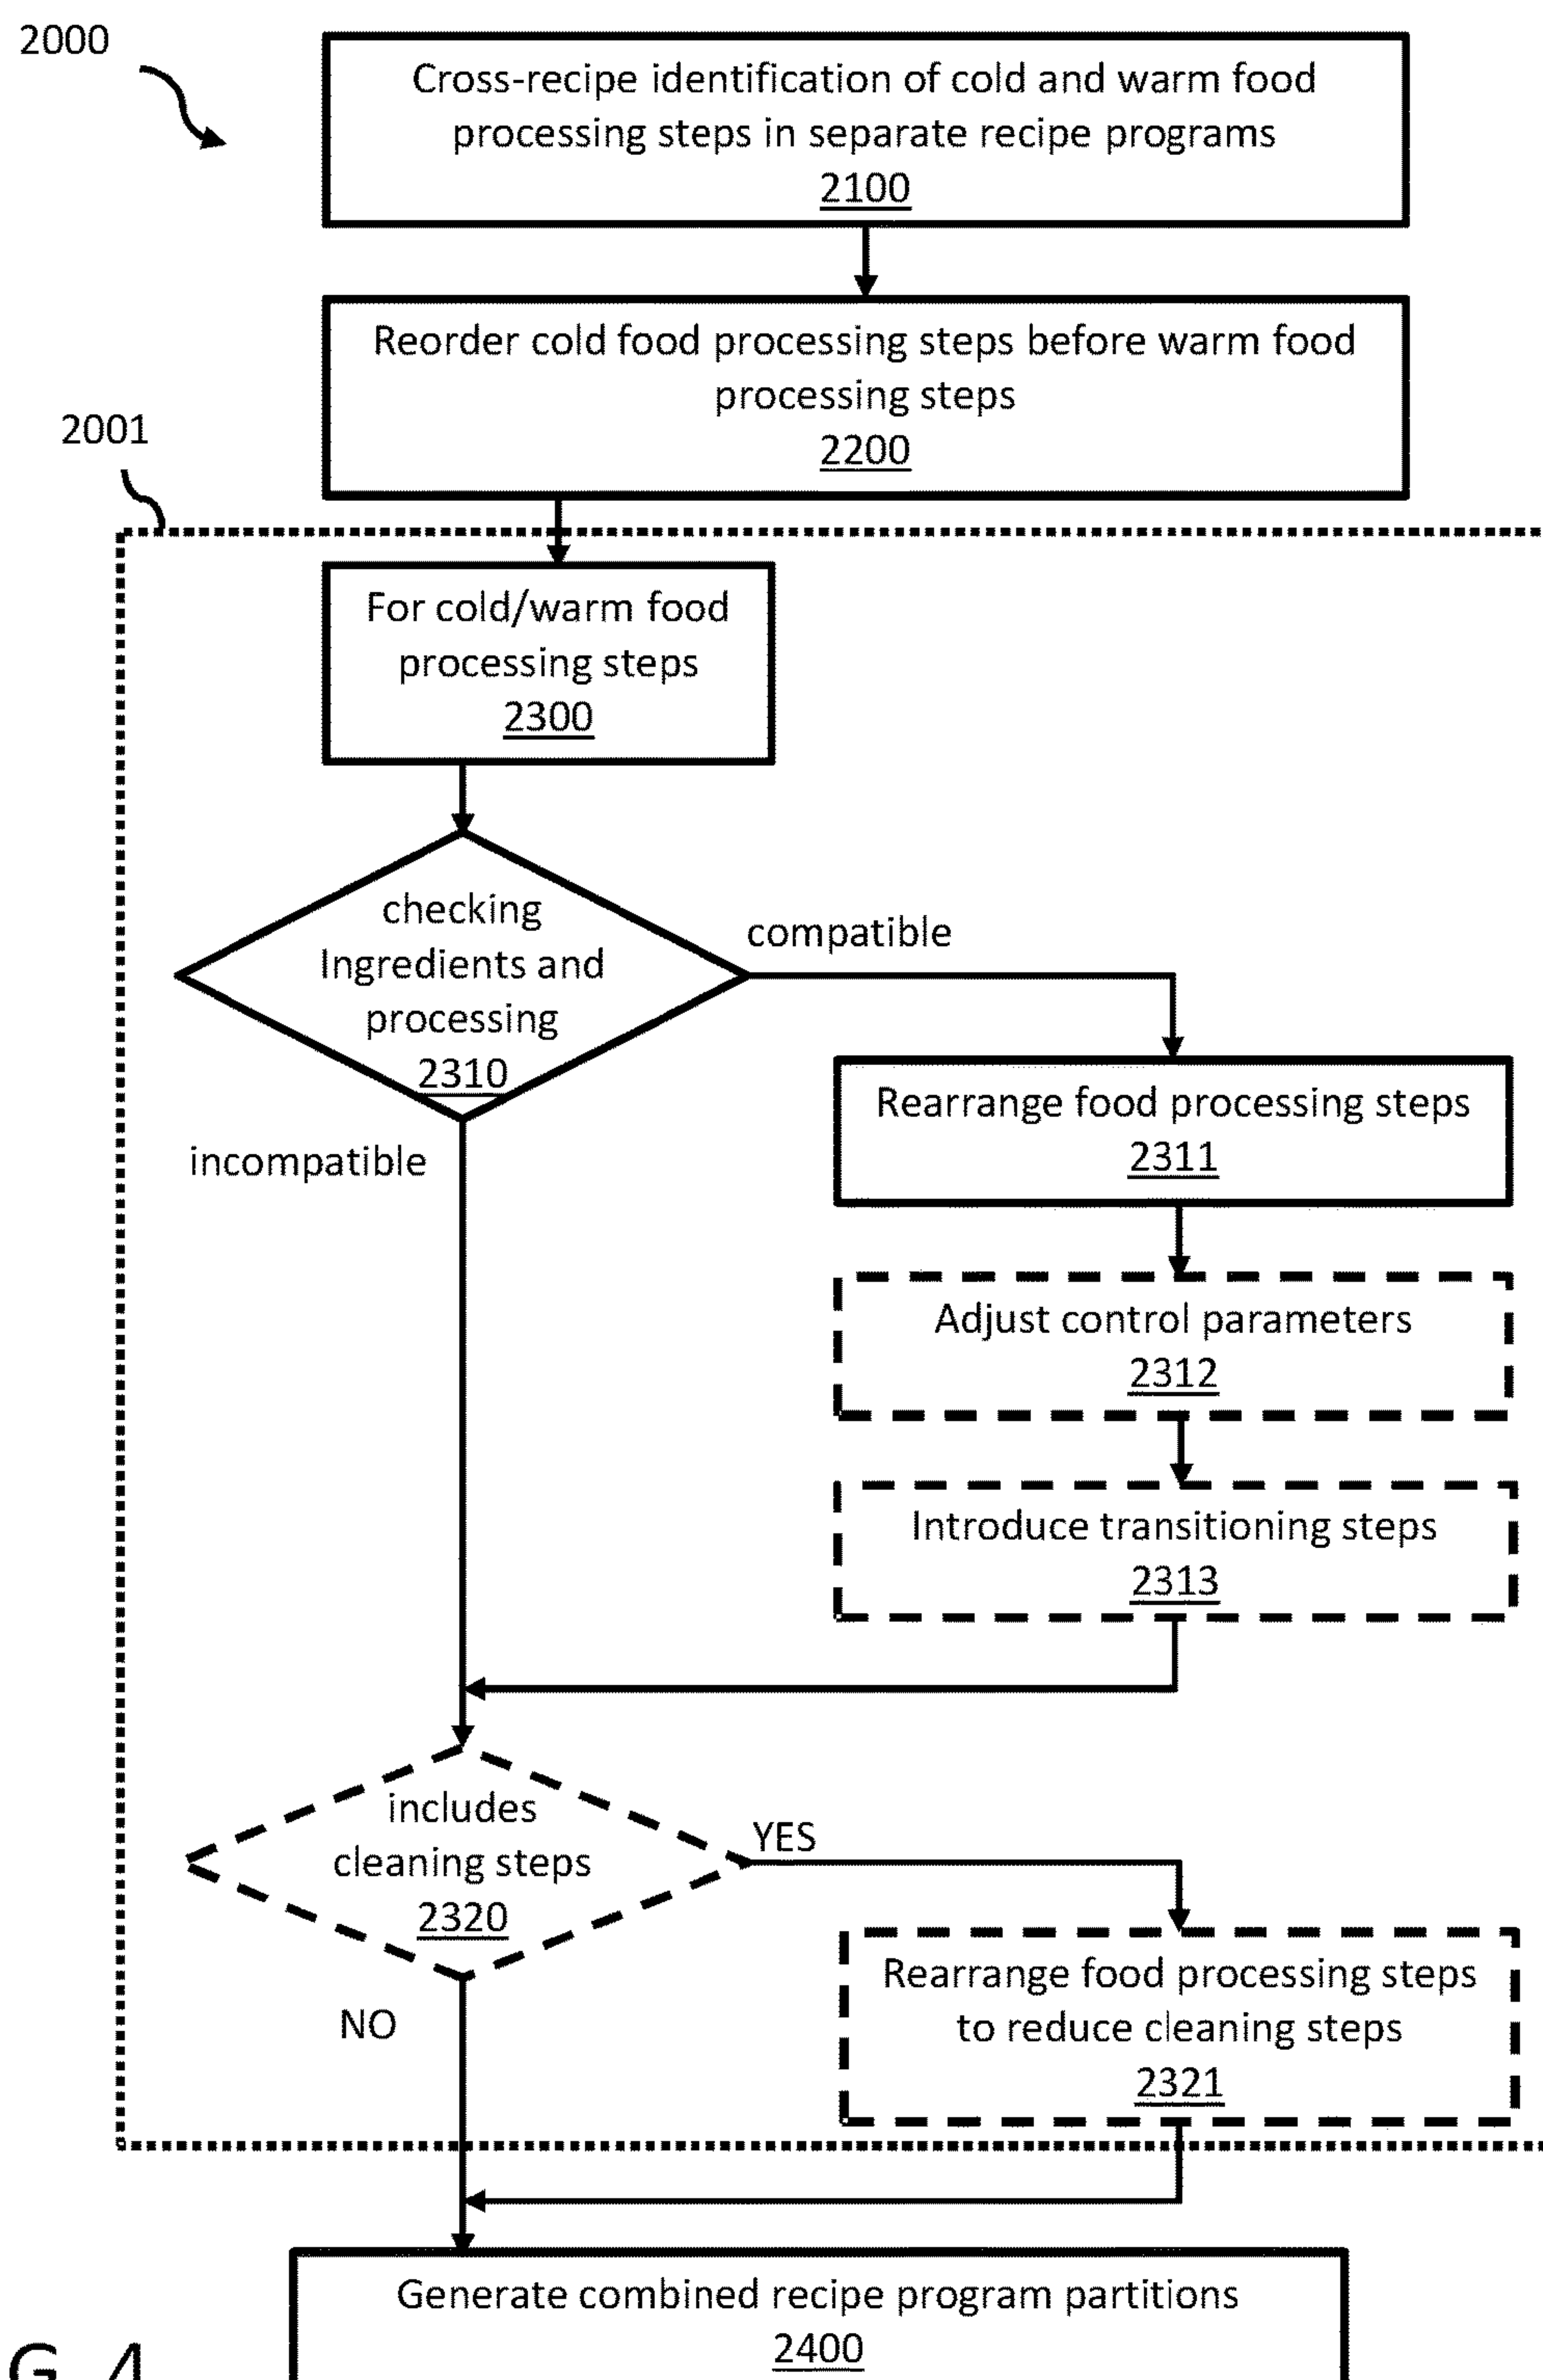 2000
Cross-recipe identification of cold and warm food
processing steps in separate recipe programs
2100
Reorder cold food processing steps before warm food
processing steps
2200
2001
For cold/warm food
processing steps
2300
checking
Ingredients and
processing
2310
compatible
incompatible
Rearrange food processing steps
2311
Adjust control parameters
2312
Introduce transitioning steps
2313
includes
cleaning steps
2320
YES
NO
Rearrange food processing steps
to reduce cleaning steps
2321
Generate combined recipe program partitions
2400
G. 4